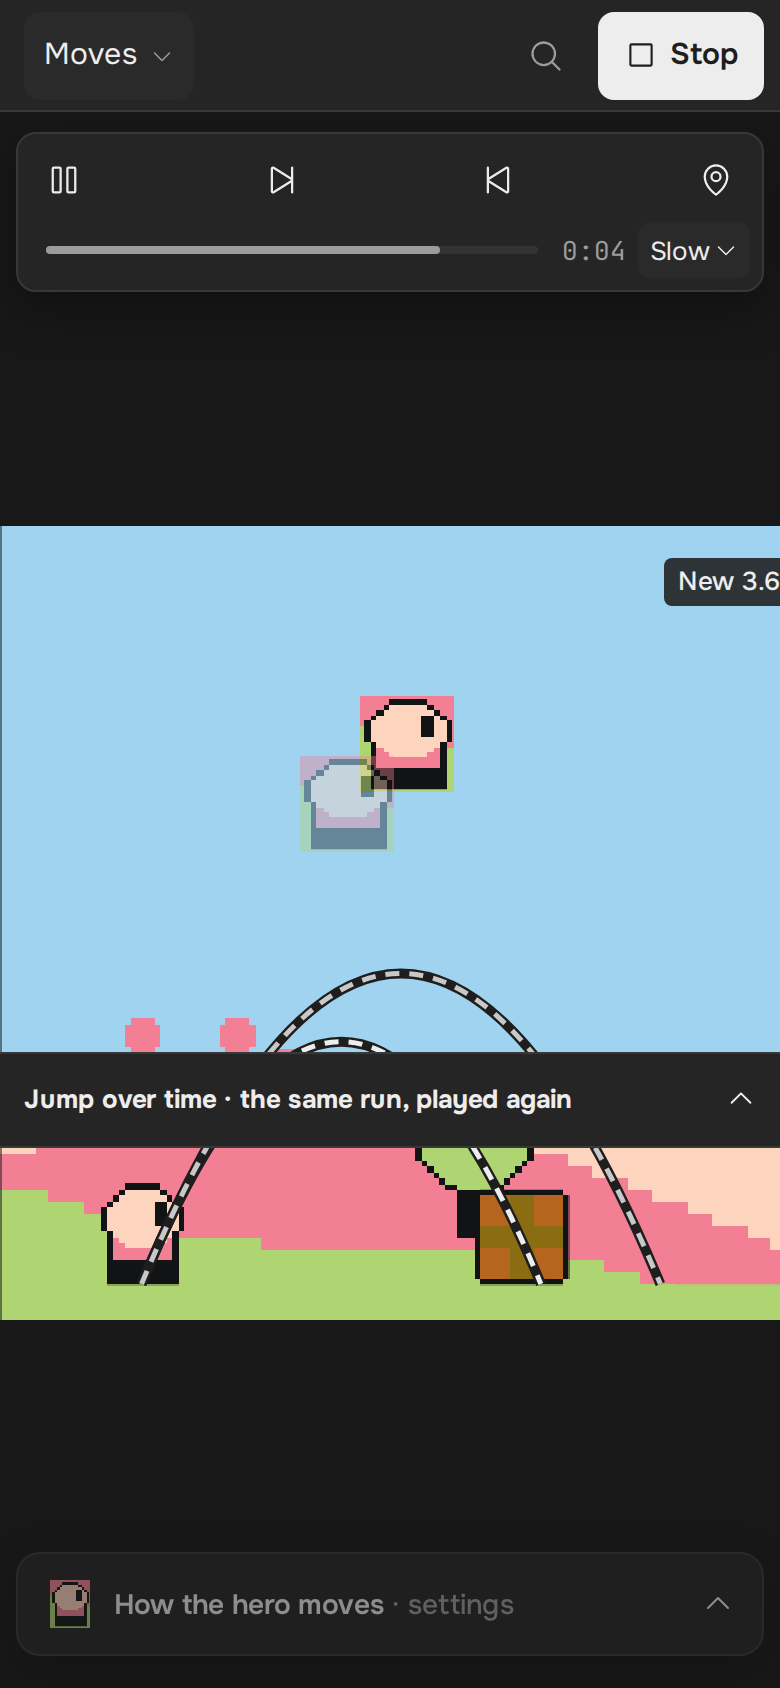 Moves
Stop
0:04
Slow
New 3.6
Jump over time · the same run, played again
How the hero moves · settings